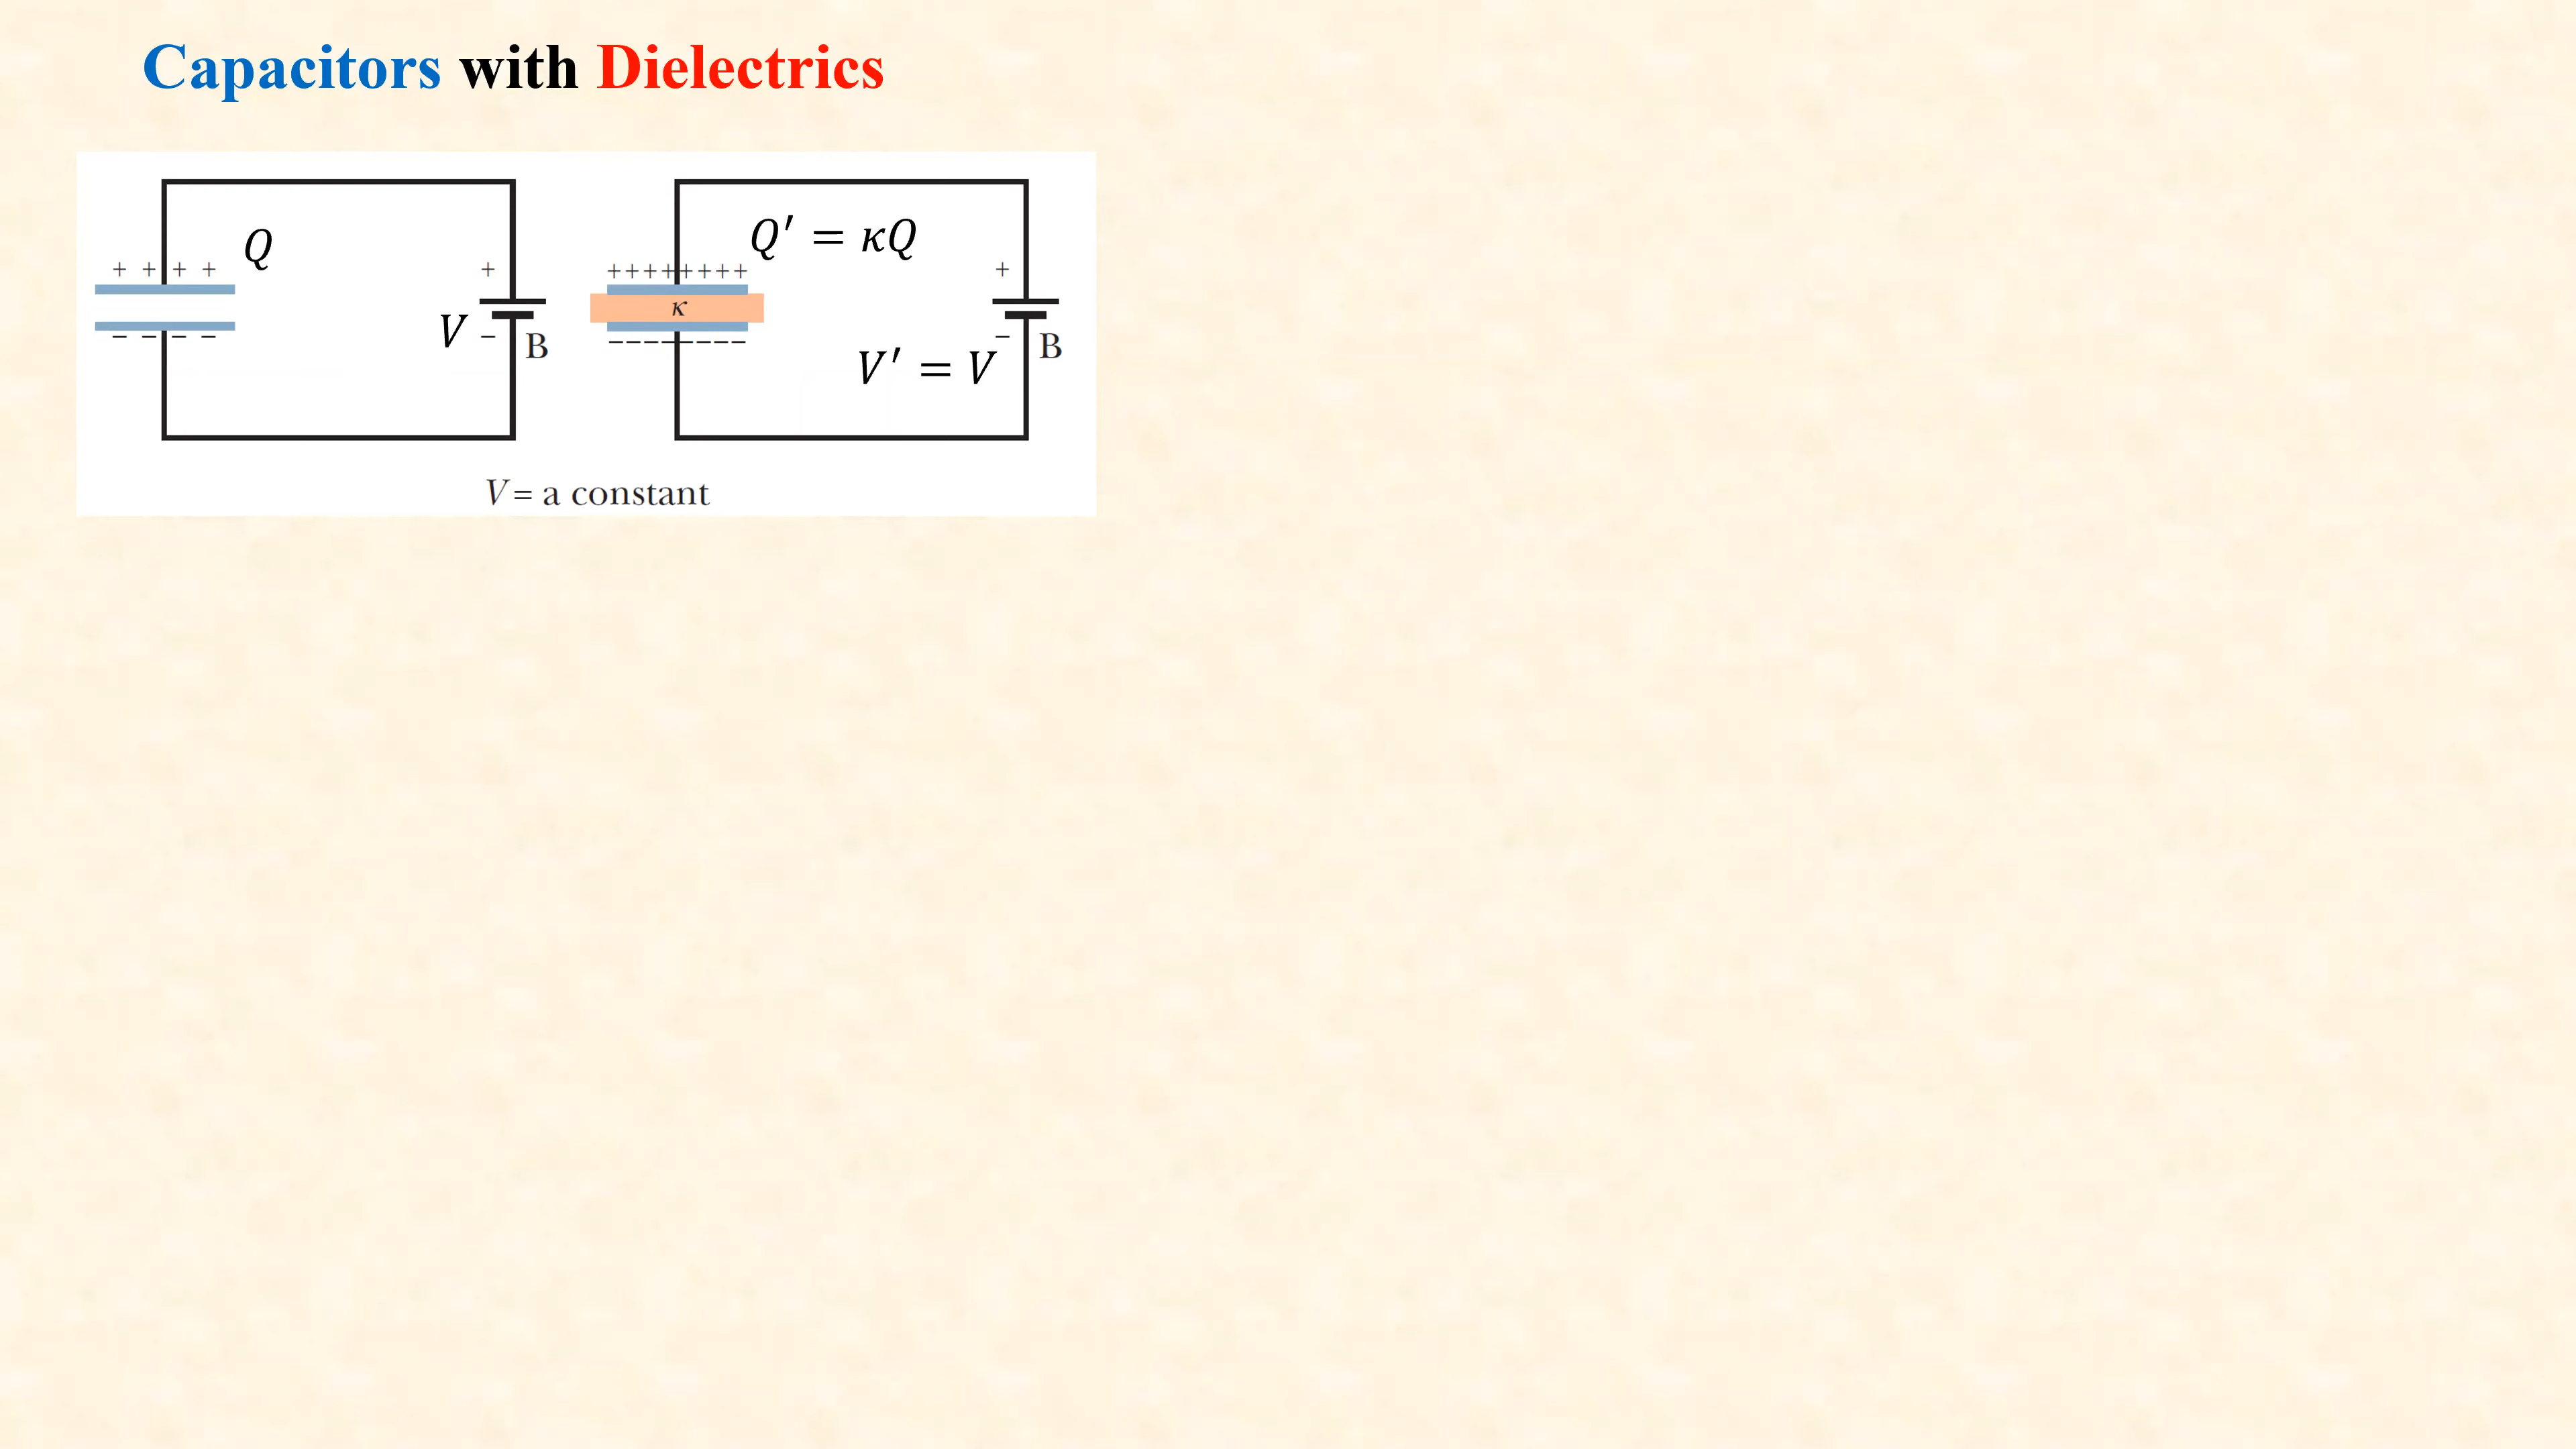 Capacitors with Dielectrics
Q
+ + + +
− − − −
+
V − B
Q′ = κQ
++++++++
κ
−−−−−−−−
+
V′ = V − B
V = a constant